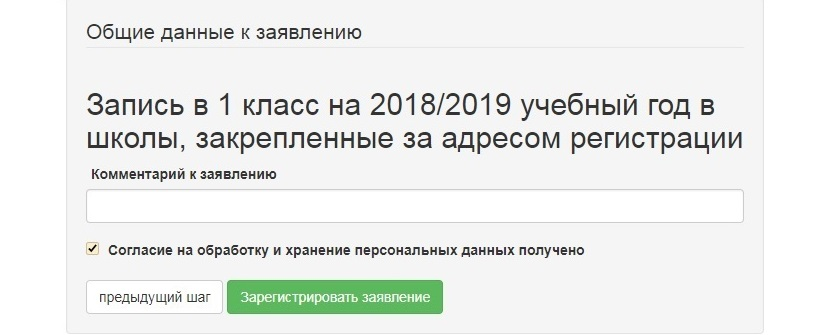 Общие данные к заявлению
Запись в 1 класс на 2018/2019 учебный год в
школы, закрепленные за адресом регистрации
Комментарий к заявлению
Согласие на обработку и хранение персональных данных получено
предыдущий шаг Зарегистрировать заявление